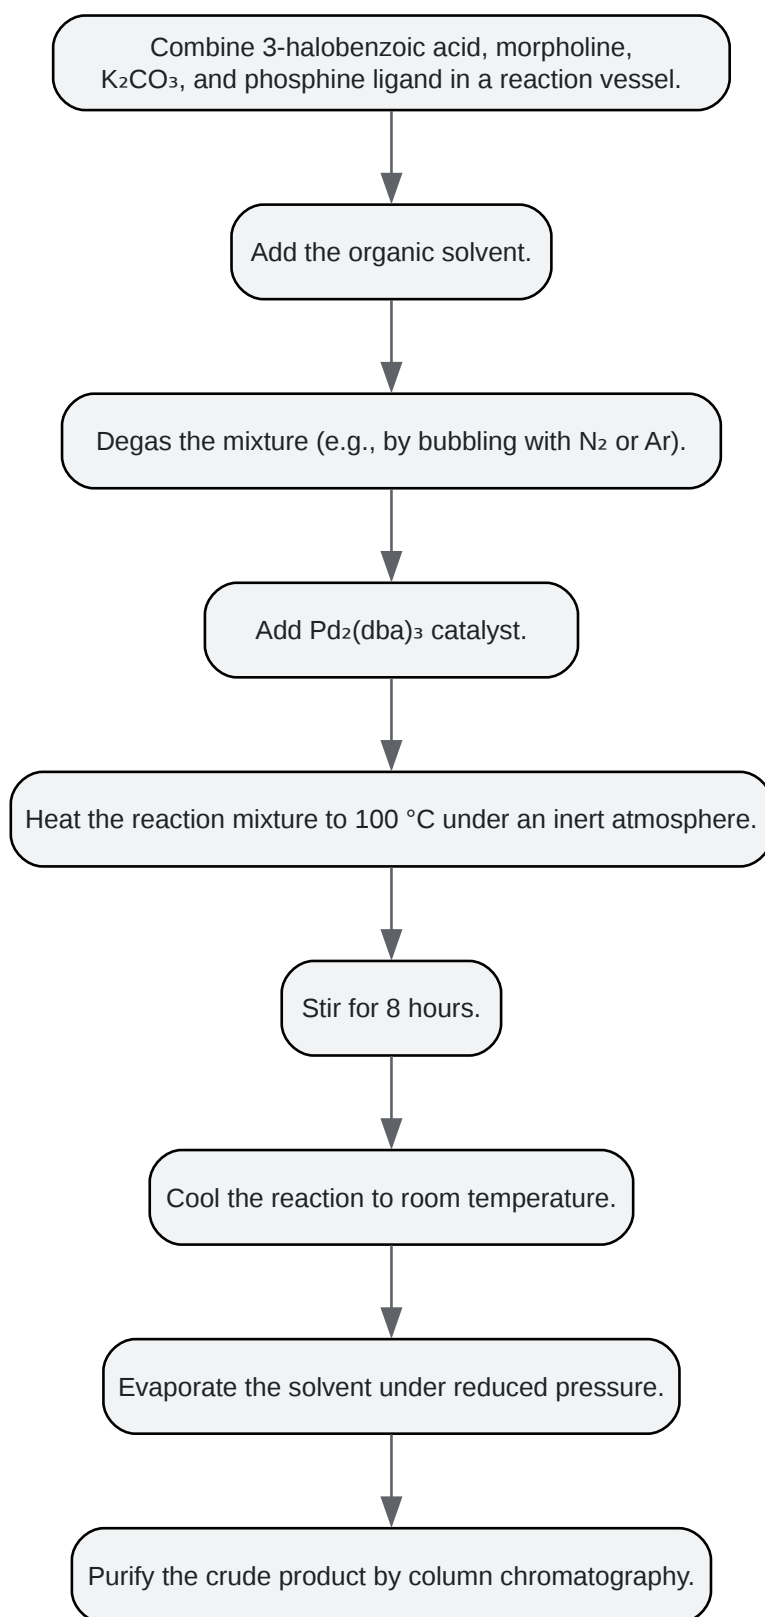 Combine 3-halobenzoic acid, morpholine,
K₂CO₃, and phosphine ligand in a reaction vessel.
Add the organic solvent.
Degas the mixture (e.g., by bubbling with N₂ or Ar).
Add Pd₂(dba)₃ catalyst.
Heat the reaction mixture to 100 °C under an inert atmosphere.
Stir for 8 hours.
Cool the reaction to room temperature.
Evaporate the solvent under reduced pressure.
Purify the crude product by column chromatography.